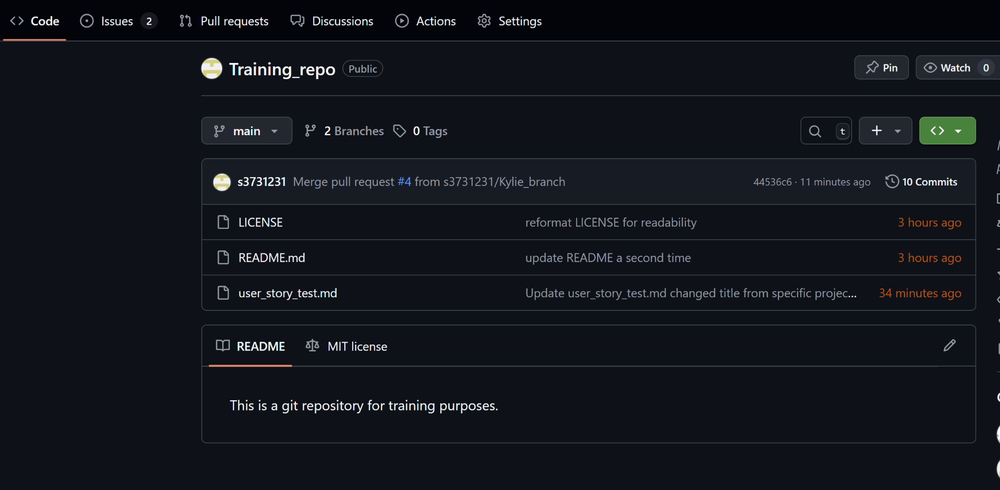 Code Issues 2 Pull requests Discussions Actions Settings
Training_repo Public Pin Watch 0
main 2 Branches 0 Tags t
s3731231 Merge pull request #4 from s3731231/Kylie_branch 44536c6 · 11 minutes ago 10 Commits
LICENSE reformat LICENSE for readability 3 hours ago
README.md update README a second time 3 hours ago
user_story_test.md Update user_story_test.md changed title from specific projec... 34 minutes ago
README MIT license
This is a git repository for training purposes.